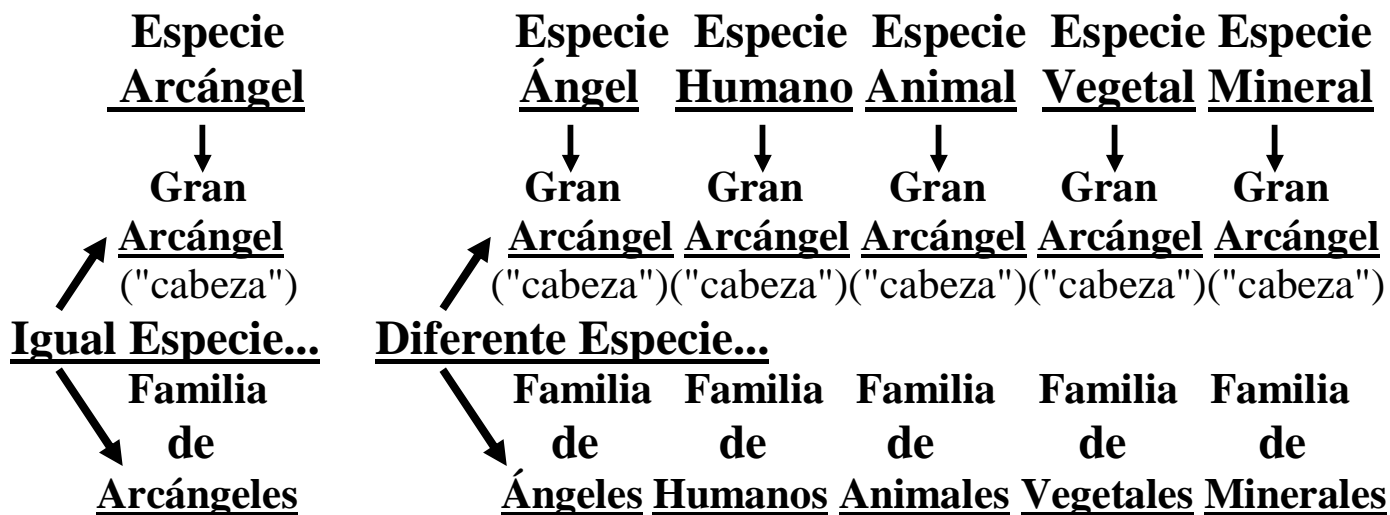 Especie Especie Especie Especie Especie Especie
Arcángel Ángel Humano Animal Vegetal Mineral
Gran Gran Gran Gran Gran Gran
Arcángel Arcángel Arcángel Arcángel Arcángel Arcángel
("cabeza") ("cabeza")("cabeza")("cabeza")("cabeza")("cabeza")
Igual Especie... Diferente Especie...
Familia Familia Familia Familia Familia Familia
de de de de de de
Arcángeles Ángeles Humanos Animales Vegetales Minerales